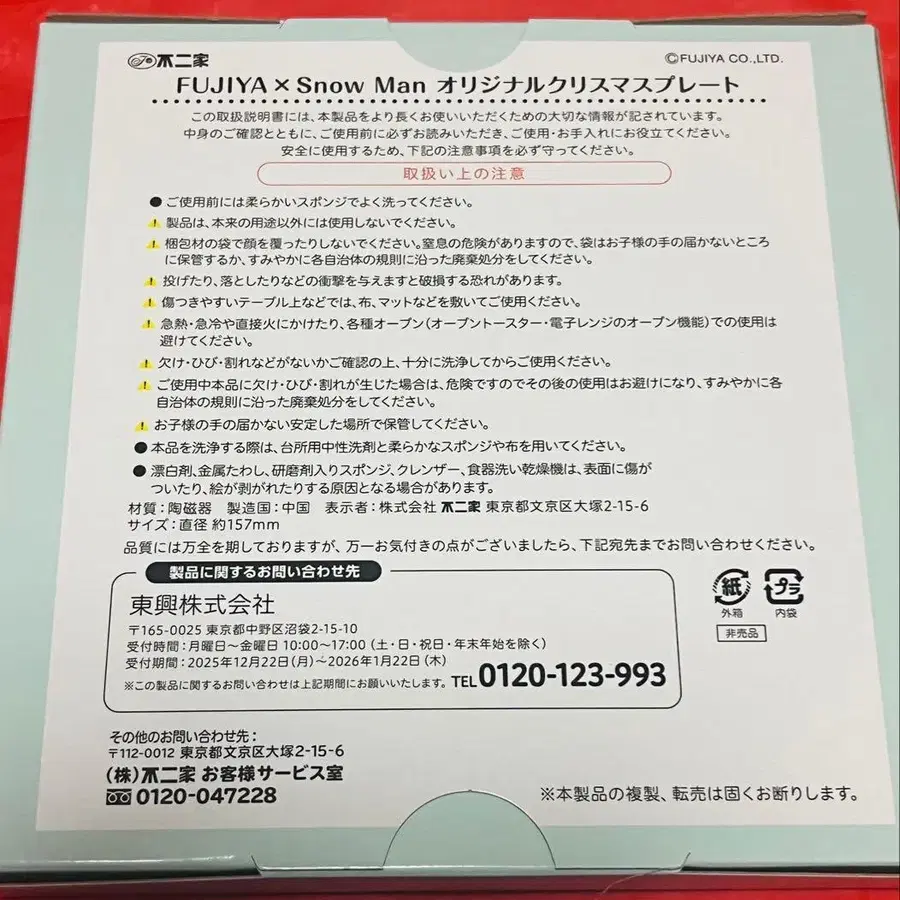 不二家
©FUJIYA CO.,LTD.
FUJIYA×Snow Man オリジナルクリスマスプレート
この取扱説明書には、本製品をより長くお使いいただくための大切な情報が記されています。
中身のご確認とともに、ご使用前に必ずお読みいただき、ご使用・お手入れにお役立てください。
安全に使用するため、下記の注意事項を必ず守ってください。
取扱い上の注意
●ご使用前には柔らかいスポンジでよく洗ってください。
製品は、本来の用途以外には使用しないでください。
梱包材の袋で顔を覆ったりしないでください。窒息の危険がありますので、袋はお子様の手の届かないところ
に保管するか、すみやかに各自治体の規則に沿った廃棄処分をしてください。
投げたり、落としたりなどの衝撃を与えますと破損する恐れがあります。
傷つきやすいテーブル上などでは、布、マットなどを敷いてご使用ください。
急熱・急冷や直接火にかけたり、各種オーブン(オーブントースター・電子レンジのオーブン機能)での使用は
避けてください。
欠け・ひび・割れなどがないかご確認の上、十分に洗浄してからご使用ください。
ご使用中本品に欠け・ひび・割れが生じた場合は、危険ですのでその後の使用はお避けになり、すみやかに各
自治体の規則に沿った廃棄処分をしてください。
お子様の手の届かない安定した場所で保管してください。
●本品を洗浄する際は、台所用中性洗剤と柔らかなスポンジや布を用いてください。
●漂白剤、金属たわし、研磨剤入りスポンジ、クレンザー、食器洗い乾燥機は、表面に傷が
ついたり、絵が剥がれたりする原因となる場合があります。
材質：陶磁器 製造国：中国 表示者：株式会社 不二家 東京都文京区大塚2-15-6
サイズ：直径 約157mm
品質には万全を期しておりますが、万一お気付きの点がございましたら、下記宛先までお問い合わせください。
製品に関するお問い合わせ先
東興株式会社
〒165-0025 東京都中野区沼袋2-15-10
受付時間：月曜日～金曜日 10:00～17:00（土・日・祝日・年末年始を除く）
受付期間：2025年12月22日(月)～2026年1月22日(木)
※この製品に関するお問い合わせは上記期間にお願いいたします。 TEL0120-123-993
紙
外箱
プラ
内袋
非売品
その他のお問い合わせ先：
〒112-0012 東京都文京区大塚2-15-6
(株)不二家 お客様サービス室
0120-047228
※本製品の複製、転売は固くお断りします。